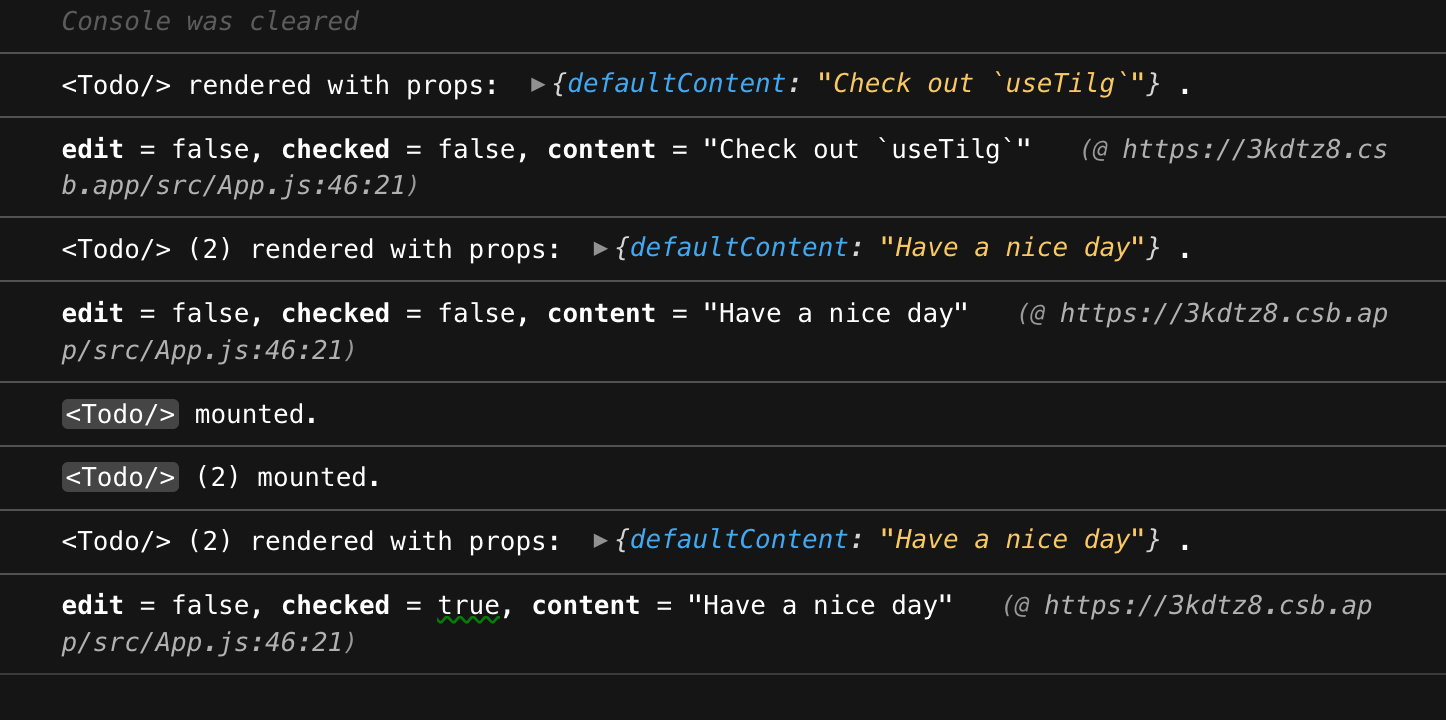 Console was cleared
<Todo/> rendered with props: ▶{defaultContent: "Check out `useTilg`"} .
edit = false, checked = false, content = "Check out `useTilg`" (@ https://3kdtz8.cs
b.app/src/App.js:46:21)
<Todo/> (2) rendered with props: ▶{defaultContent: "Have a nice day"} .
edit = false, checked = false, content = "Have a nice day" (@ https://3kdtz8.csb.ap
p/src/App.js:46:21)
<Todo/> mounted.
<Todo/> (2) mounted.
<Todo/> (2) rendered with props: ▶{defaultContent: "Have a nice day"} .
edit = false, checked = true, content = "Have a nice day" (@ https://3kdtz8.csb.ap
p/src/App.js:46:21)